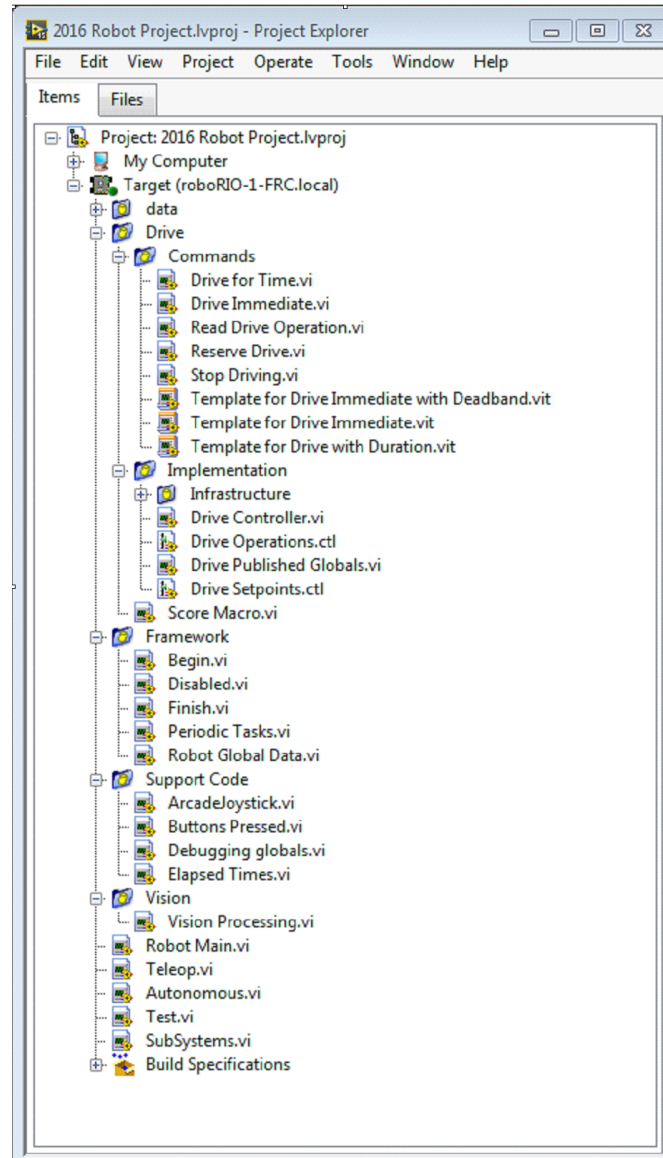 2016 Robot Project.lvproj - Project Explorer
File Edit View Project Operate Tools Window Help
Items Files
Project: 2016 Robot Project.lvproj
My Computer
Target (roboRIO-1-FRC.local)
data
Drive
Commands
Drive for Time.vi
Drive Immediate.vi
Read Drive Operation.vi
Reserve Drive.vi
Stop Driving.vi
Template for Drive Immediate with Deadband.vit
Template for Drive Immediate.vit
Template for Drive with Duration.vit
Implementation
Infrastructure
Drive Controller.vi
Drive Operations.ctl
Drive Published Globals.vi
Drive Setpoints.ctl
Score Macro.vi
Framework
Begin.vi
Disabled.vi
Finish.vi
Periodic Tasks.vi
Robot Global Data.vi
Support Code
ArcadeJoystick.vi
Buttons Pressed.vi
Debugging globals.vi
Elapsed Times.vi
Vision
Vision Processing.vi
Robot Main.vi
Teleop.vi
Autonomous.vi
Test.vi
SubSystems.vi
Build Specifications